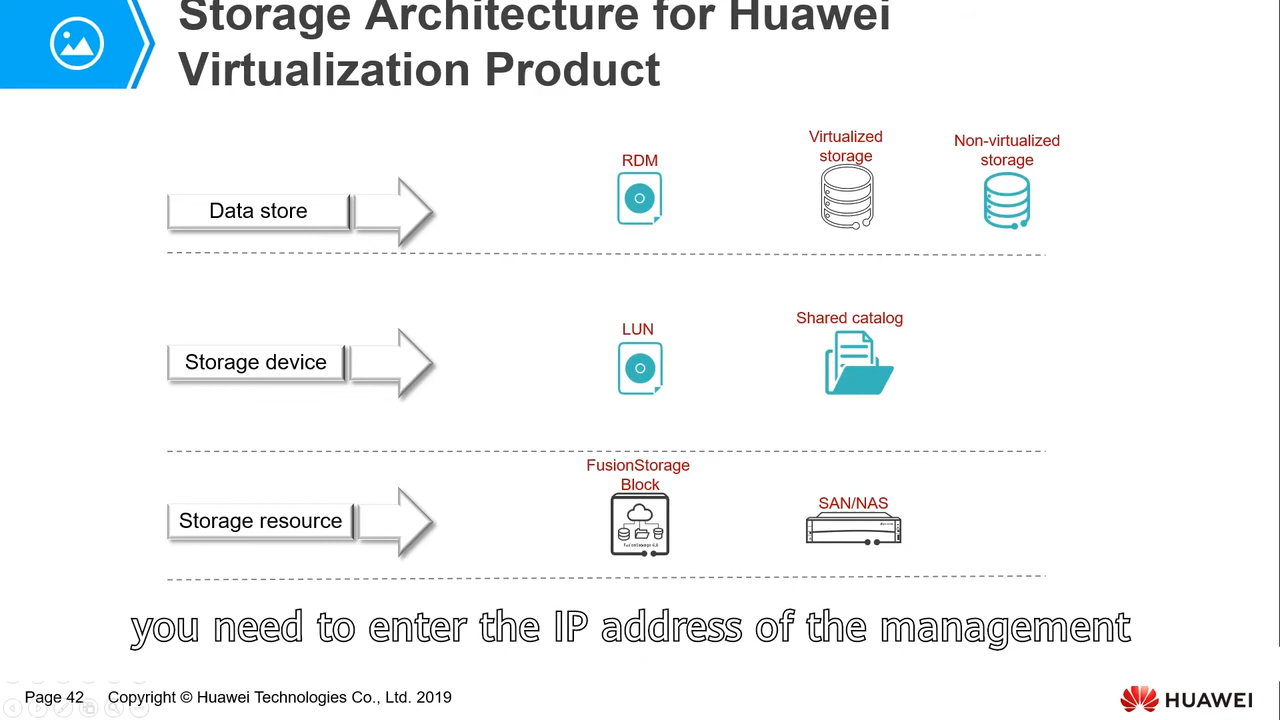 Storage Architecture for Huawei
Virtualization Product
Virtualized
storage
Non-virtualized
storage
RDM
Data store
LUN
Shared catalog
Storage device
FusionStorage
Block
SAN/NAS
Storage resource
you need to enter the IP address of the management
Page 42
Copyright © Huawei Technologies Co., Ltd. 2019
HUAWEI